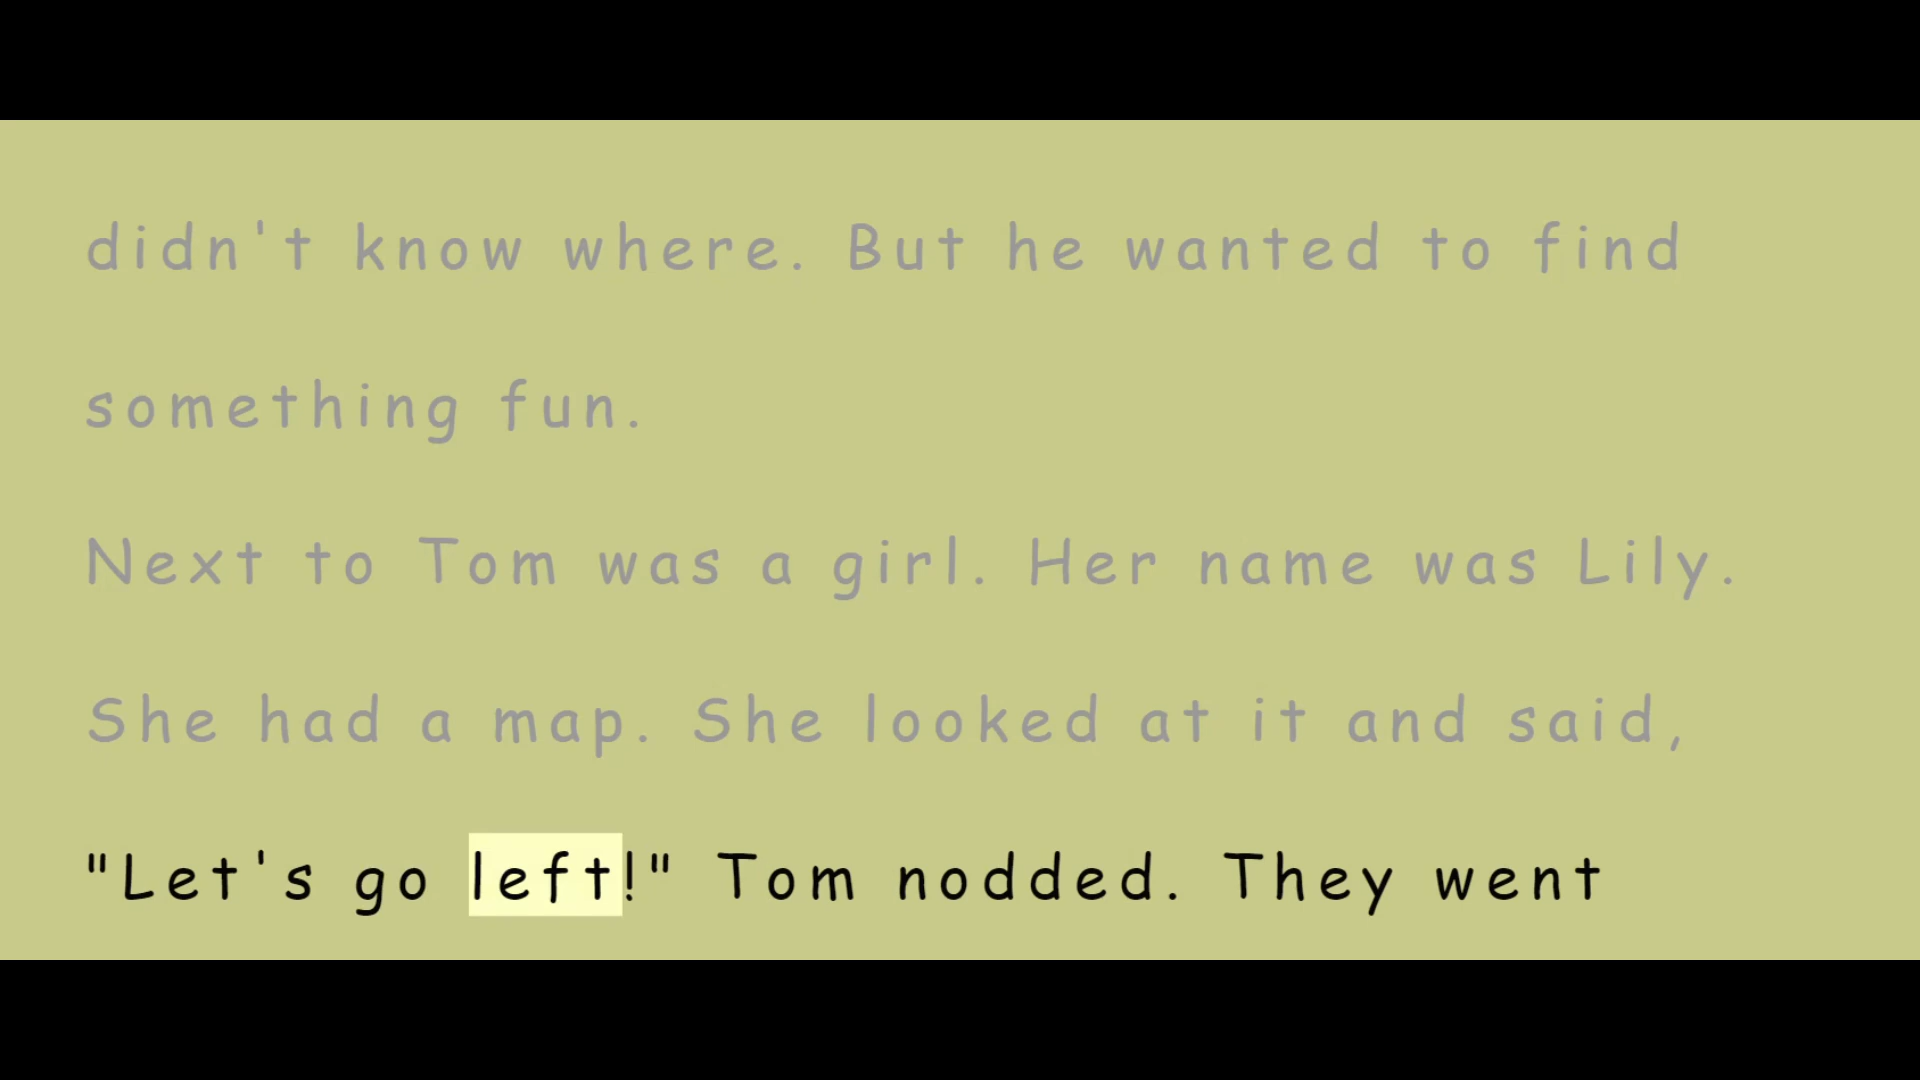 didn't know where. But he wanted to find
something fun.
Next to Tom was a girl. Her name was Lily.
She had a map. She looked at it and said,
"Let's go left!" Tom nodded. They went